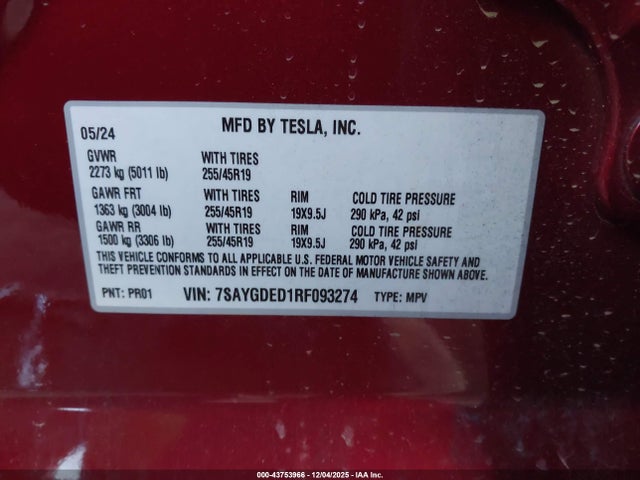 MFD BY TESLA, INC.
05/24
GVWR WITH TIRES
2273 kg (5011 lb) 255/45R19
GAWR FRT WITH TIRES RIM COLD TIRE PRESSURE
1363 kg (3004 lb) 255/45R19 19X9.5J 290 kPa, 42 psi
GAWR RR WITH TIRES RIM COLD TIRE PRESSURE
1500 kg (3306 lb) 255/45R19 19X9.5J 290 kPa, 42 psi
THIS VEHICLE CONFORMS TO ALL APPLICABLE U.S. FEDERAL MOTOR VEHICLE SAFETY AND
THEFT PREVENTION STANDARDS IN EFFECT ON THE DATE OF MANUFACTURE SHOWN ABOVE.
PNT: PR01 VIN: 7SAYGDED1RF093274 TYPE: MPV
000-43753966 - 12/04/2025 - IAA Inc.